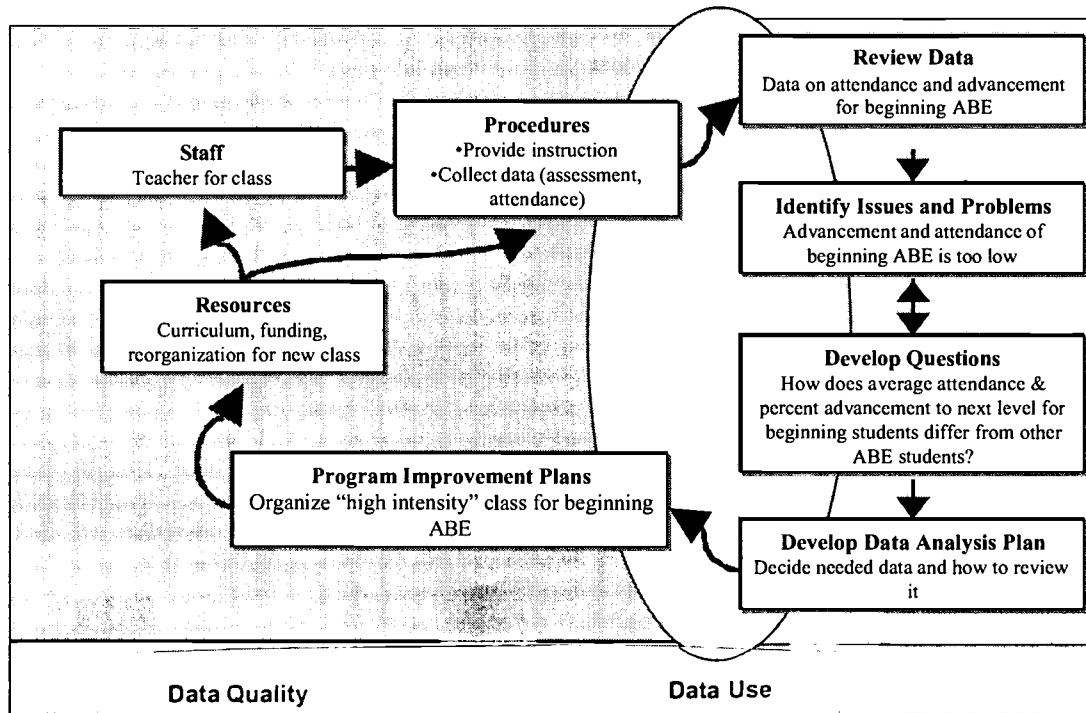 Review Data
Data on attendance and advancement
for beginning ABE
Procedures
•Provide instruction
•Collect data (assessment,
attendance)
Staff
Teacher for class
Identify Issues and Problems
Advancement and attendance of
beginning ABE is too low
Resources
Curriculum, funding,
reorganization for new class
Develop Questions
How does average attendance &
percent advancement to next level for
beginning students differ from other
ABE students?
Program Improvement Plans
Organize “high intensity” class for beginning
ABE
Develop Data Analysis Plan
Decide needed data and how to review
it
Data Quality
Data Use